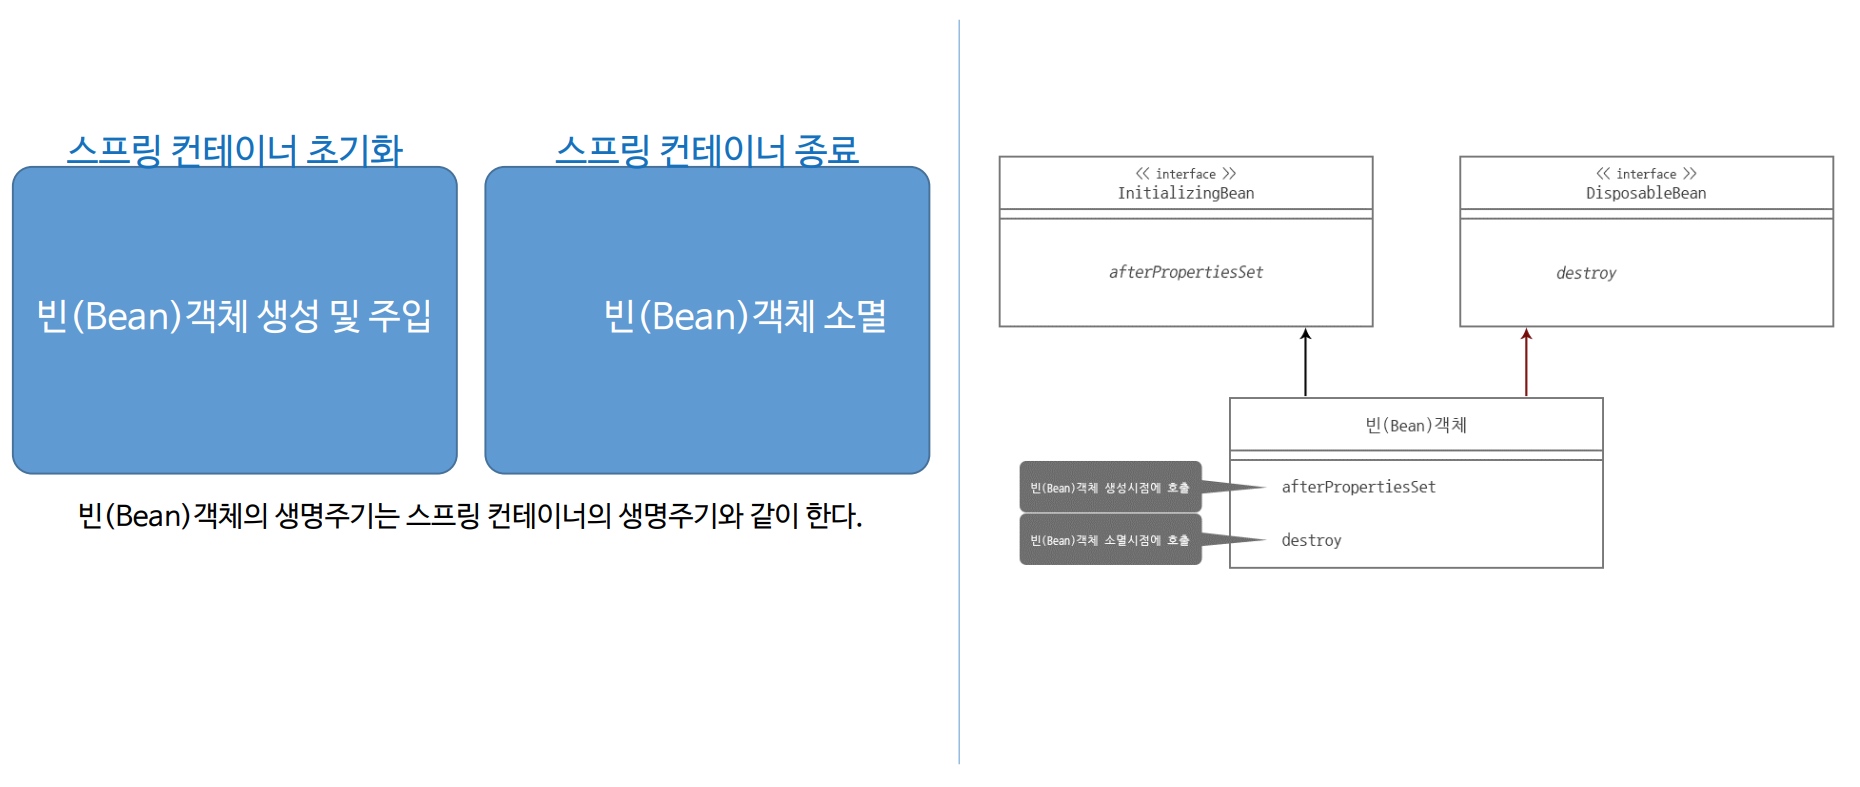 스프링 컨테이너 초기화
빈(Bean)객체 생성 및 주입
스프링 컨테이너 종료
빈(Bean)객체 소멸
빈(Bean)객체의 생명주기는 스프링 컨테이너의 생명주기와 같이 한다.
<< interface >>
InitializingBean
afterPropertiesSet
<< interface >>
DisposableBean
destroy
빈(Bean)객체
빈(Bean)객체 생성시점에 호출
afterPropertiesSet
빈(Bean)객체 소멸시점에 호출
destroy